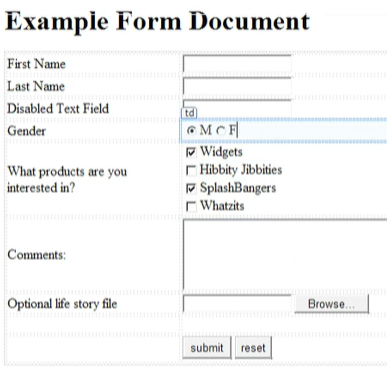 Example Form Document
First Name
Last Name
Disabled Text Field
td
Gender
M F
What products are you
interested in?
Widgets
Hibbity Jibbities
SplashBangers
Whatzits
Comments:
Optional life story file
Browse...
submit reset